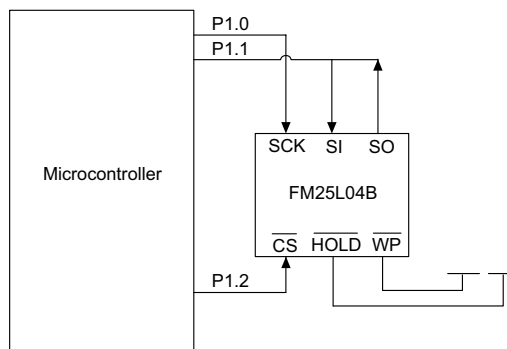 P1.0
P1.1
SCK SI SO
Microcontroller
FM25L04B
CS HOLD WP
P1.2